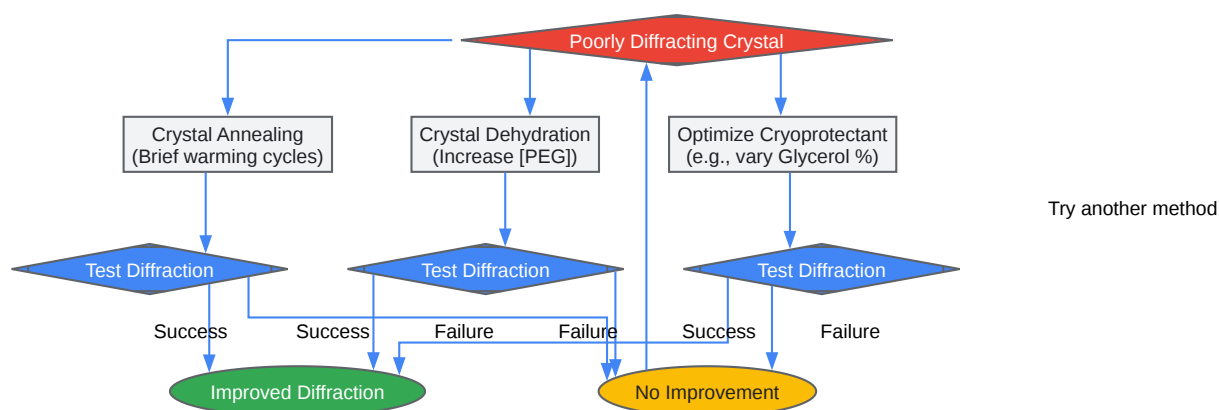 Poorly Diffracting Crystal
Crystal Annealing
(Brief warming cycles)
Crystal Dehydration
(Increase [PEG])
Optimize Cryoprotectant
(e.g., vary Glycerol %)
Try another method
Test Diffraction
Test Diffraction
Test Diffraction
Success
Success
Failure
Failure
Success
Failure
Improved Diffraction
No Improvement